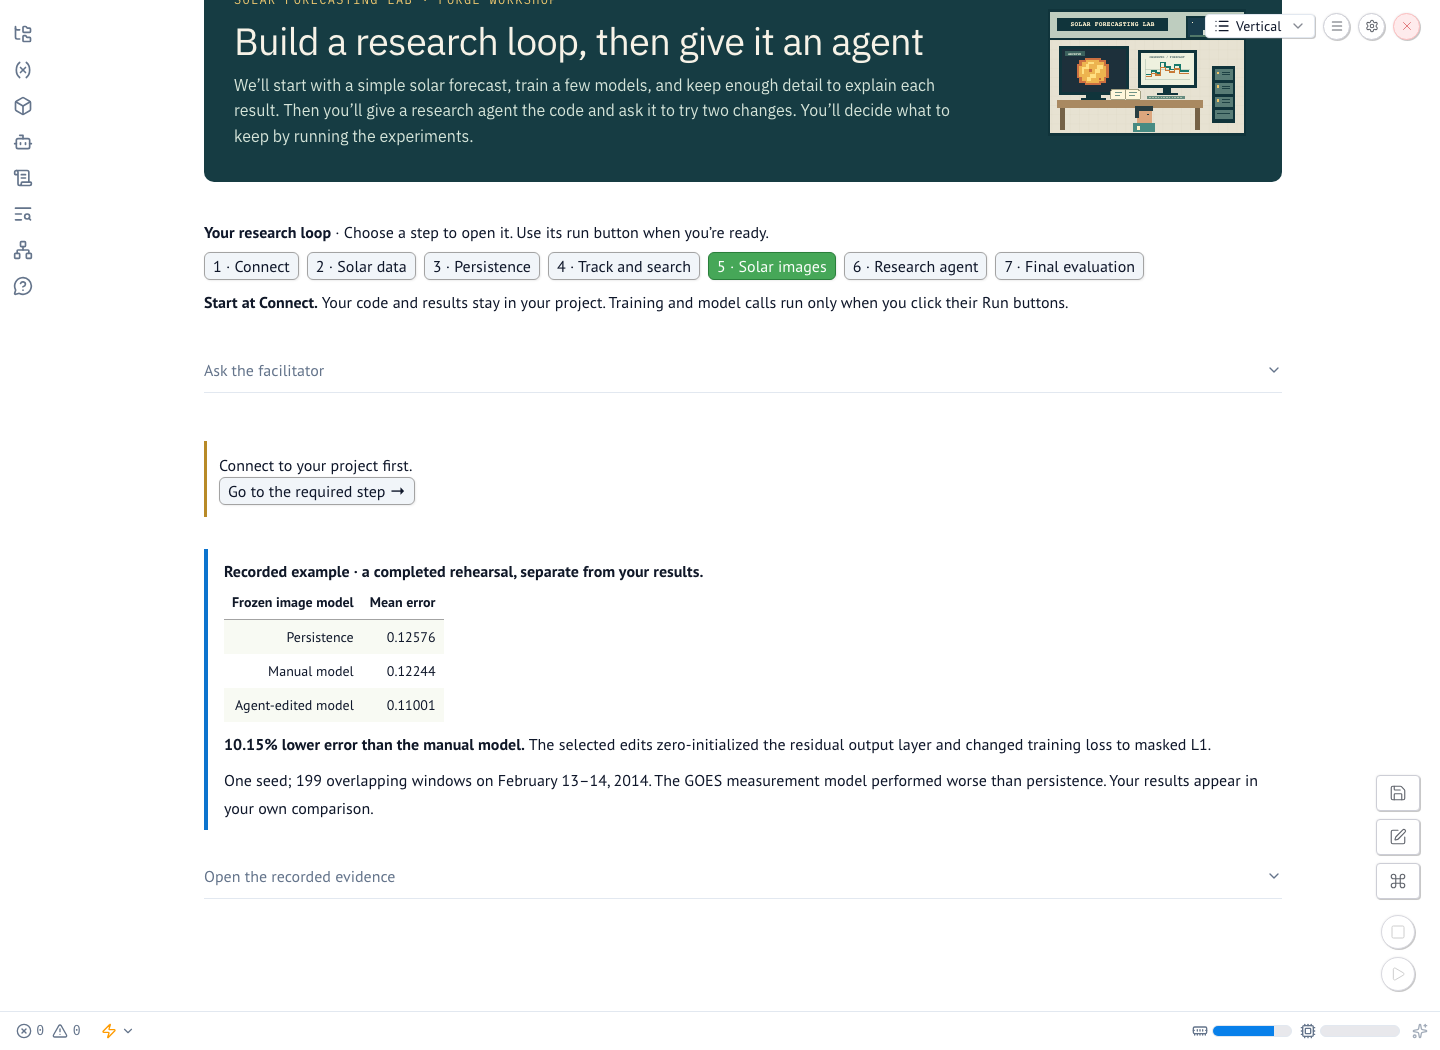 SOLAR FORECASTING LAB · FORGE WORKSHOP
Build a research loop, then give it an agent
We’ll start with a simple solar forecast, train a few models, and keep enough detail to explain each
result. Then you’ll give a research agent the code and ask it to try two changes. You’ll decide what to
keep by running the experiments.
SOLAR FORECASTING LAB
Vertical
Your research loop · Choose a step to open it. Use its run button when you’re ready.
1 · Connect
2 · Solar data
3 · Persistence
4 · Track and search
5 · Solar images
6 · Research agent
7 · Final evaluation
Start at Connect. Your code and results stay in your project. Training and model calls run only when you click their Run buttons.
Ask the facilitator
Connect to your project first.
Go to the required step →
Recorded example · a completed rehearsal, separate from your results.
Frozen image model Mean error
Persistence 0.12576
Manual model 0.12244
Agent-edited model 0.11001
10.15% lower error than the manual model. The selected edits zero-initialized the residual output layer and changed training loss to masked L1.
One seed; 199 overlapping windows on February 13–14, 2014. The GOES measurement model performed worse than persistence. Your results appear in
your own comparison.
Open the recorded evidence
0 0